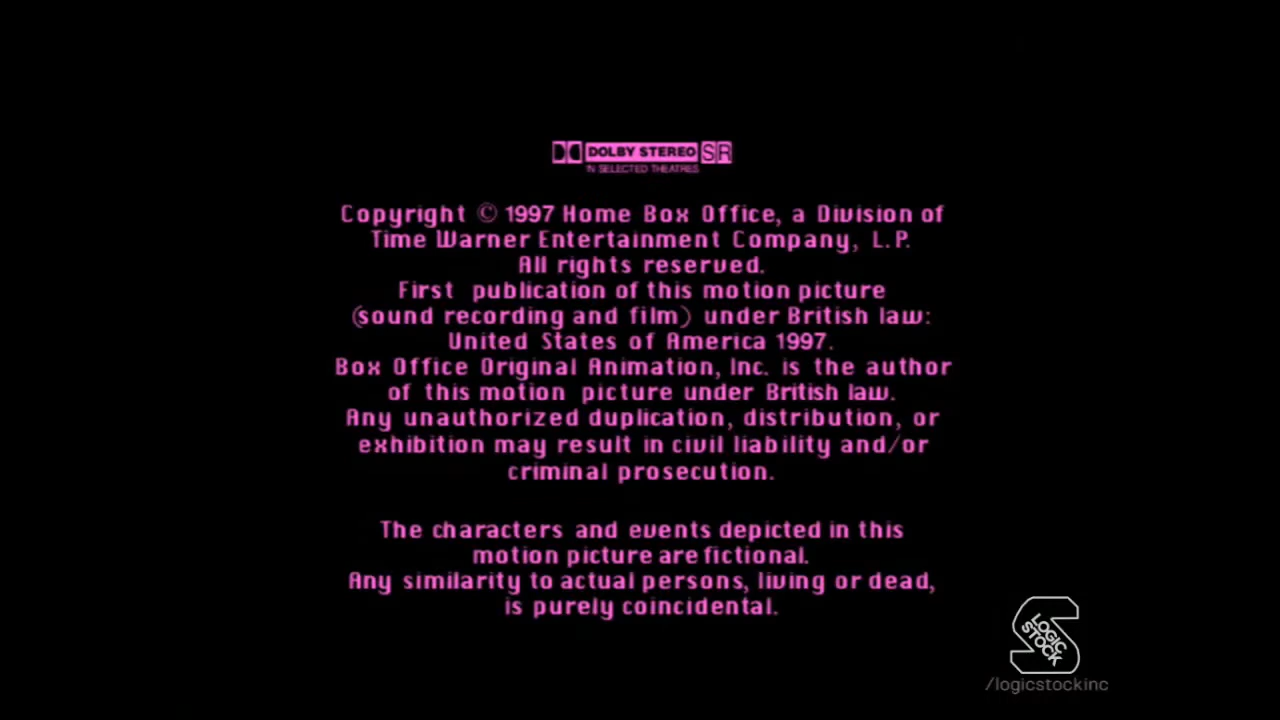 DOLBY STEREO SR
IN SELECTED THEATRES
Copyright © 1997 Home Box Office, a Division of
Time Warner Entertainment Company, L.P.
All rights reserved.
First publication of this motion picture
(sound recording and film) under British law:
United States of America 1997.
Box Office Original Animation, Inc. is the author
of this motion picture under British law.
Any unauthorized duplication, distribution, or
exhibition may result in civil liability and/or
criminal prosecution.
The characters and events depicted in this
motion picture are fictional.
Any similarity to actual persons, living or dead,
is purely coincidental.
LOGIC
STOCK
/logicstockinc